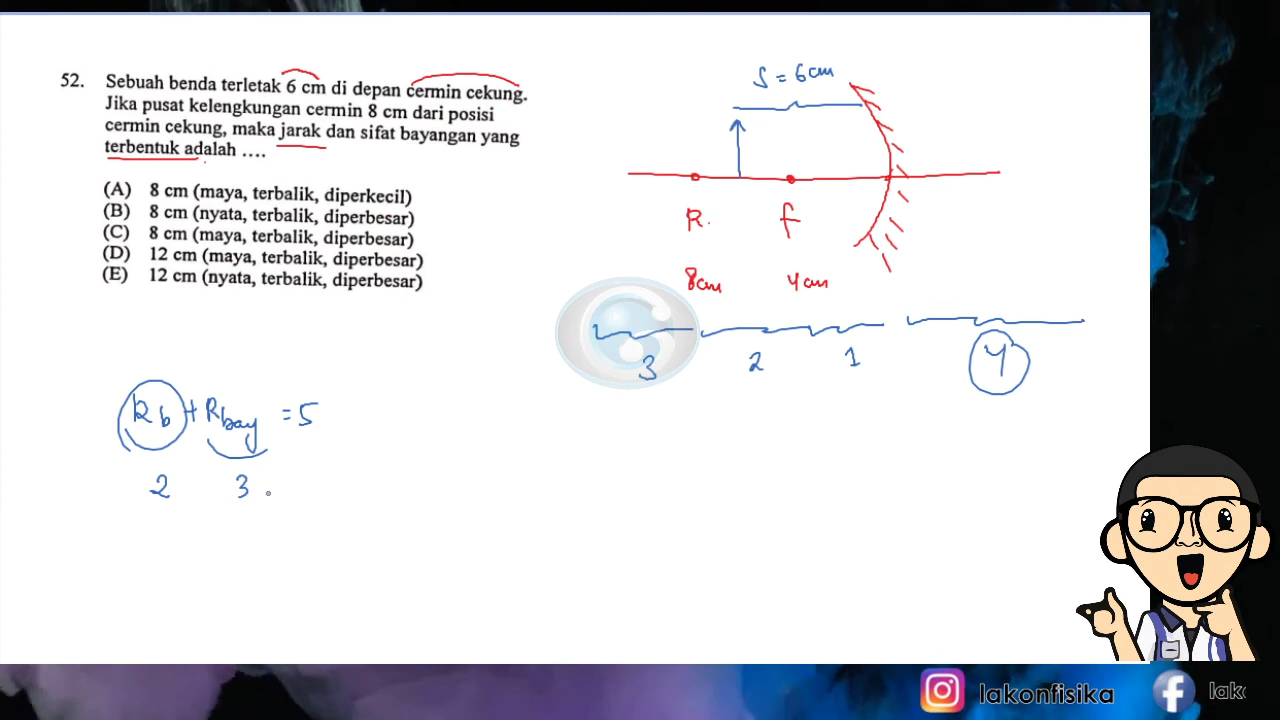 52. Sebuah benda terletak 6 cm di depan cermin cekung.
Jika pusat kelengkungan cermin 8 cm dari posisi
cermin cekung, maka jarak dan sifat bayangan yang
terbentuk adalah ....
(A) 8 cm (maya, terbalik, diperkecil)
(B) 8 cm (nyata, terbalik, diperbesar)
(C) 8 cm (maya, terbalik, diperbesar)
(D) 12 cm (maya, terbalik, diperbesar)
(E) 12 cm (nyata, terbalik, diperbesar)
S = 6cm
R. f
8cm 4cm
3 2 1 4
Rb + Rbay = 5
2 3
lakonfisika
lak